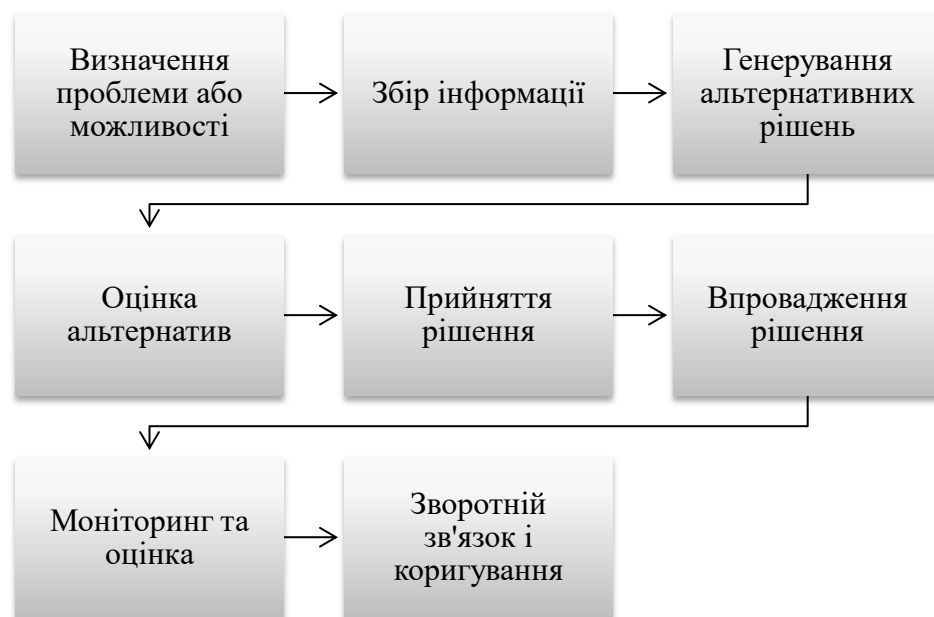 Визначення
проблеми або
можливості
Збір інформації
Генерування
альтернативних
рішень
Оцінка
альтернатив
Прийняття
рішення
Впровадження
рішення
Моніторинг та
оцінка
Зворотній
зв'язок і
коригування